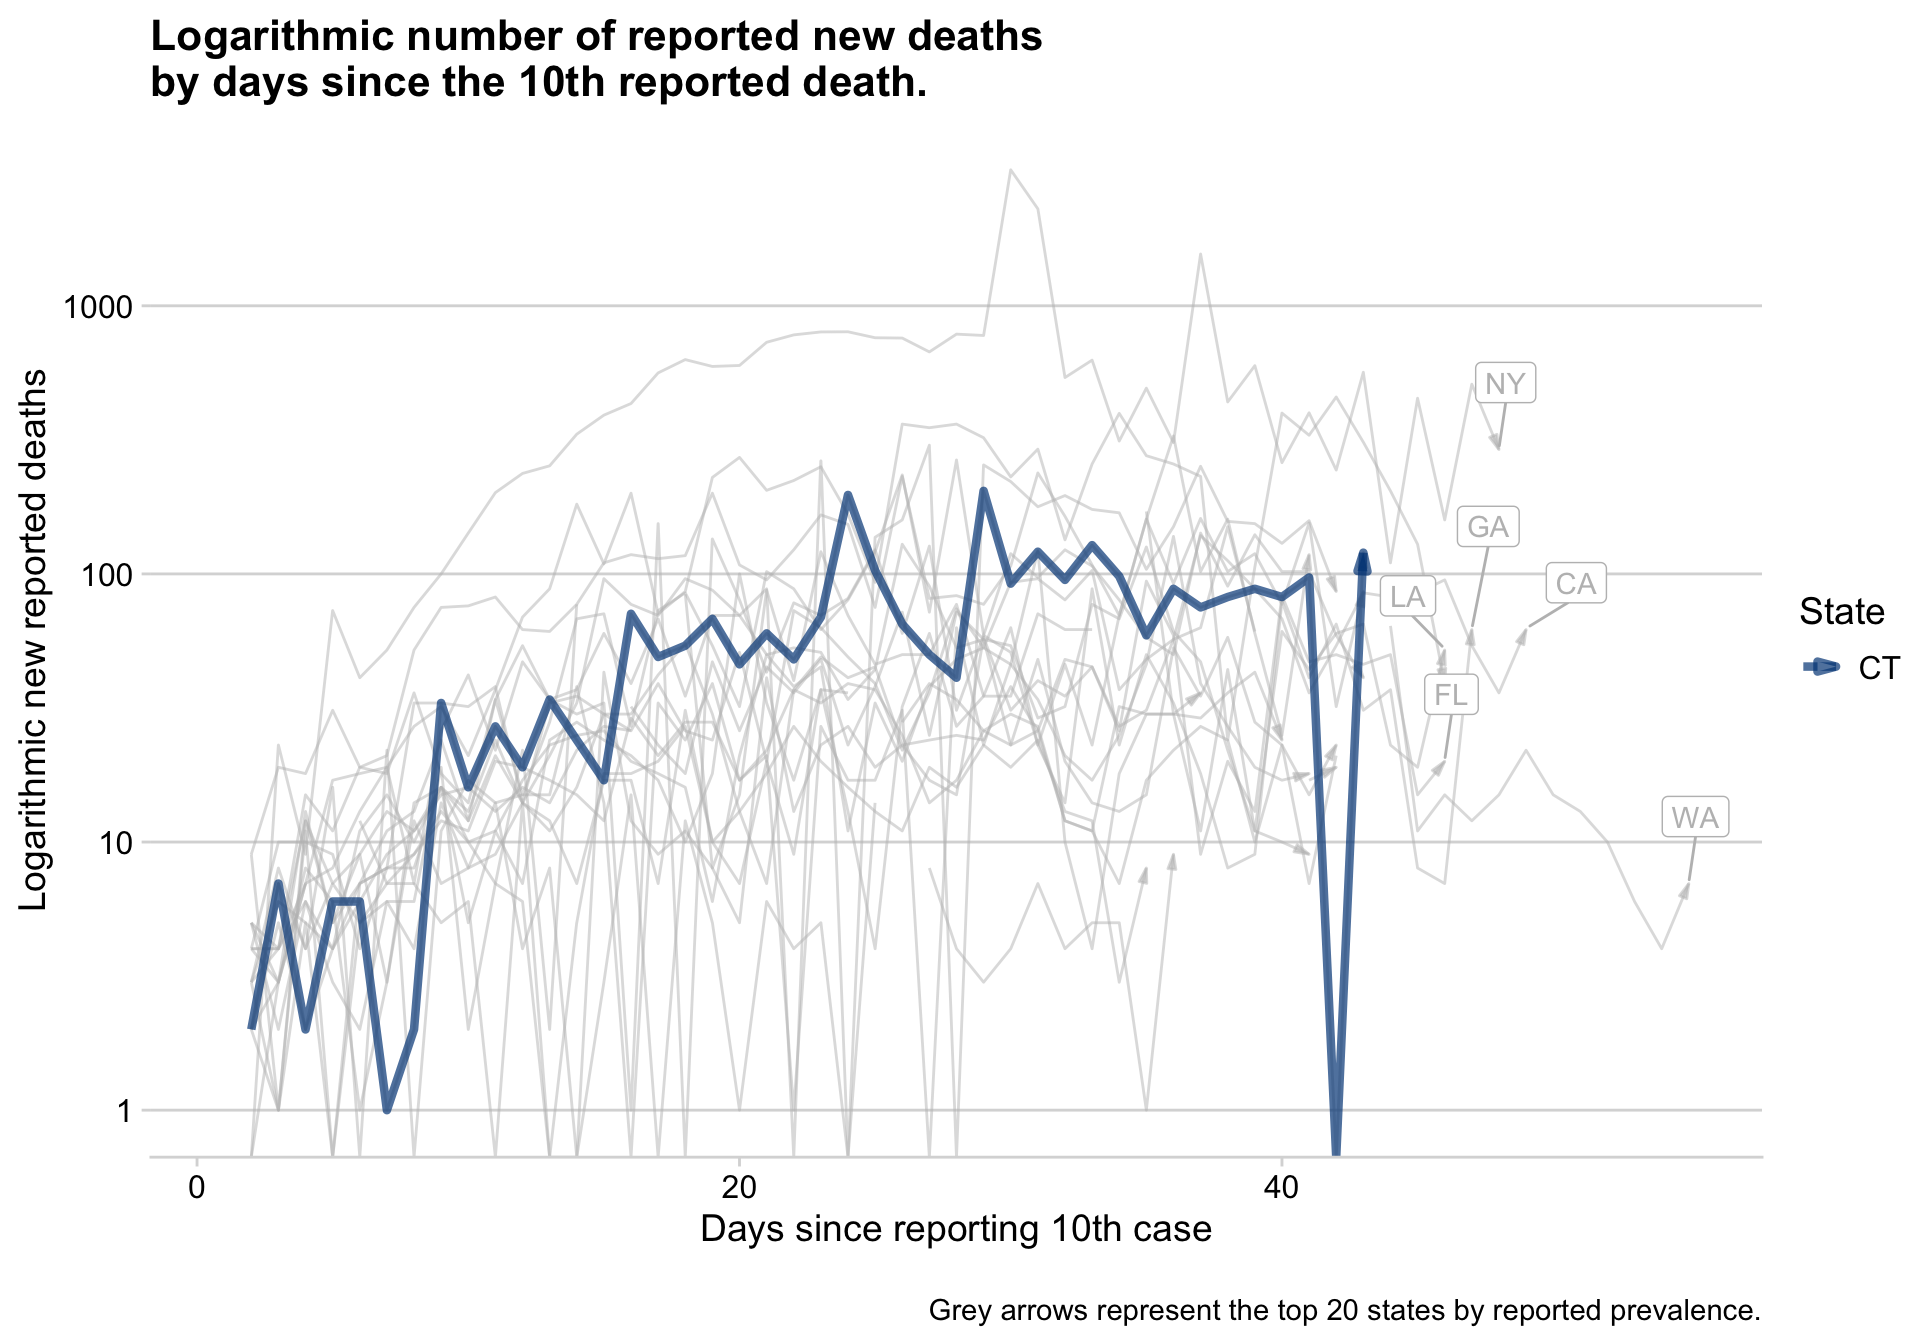 Logarithmic number of reported new deaths
by days since the 10th reported death.
Logarithmic new reported deaths
1000
100
10
1
NY
GA
CA
LA
FL
WA
State
CT
0
20
40
Days since reporting 10th case
Grey arrows represent the top 20 states by reported prevalence.